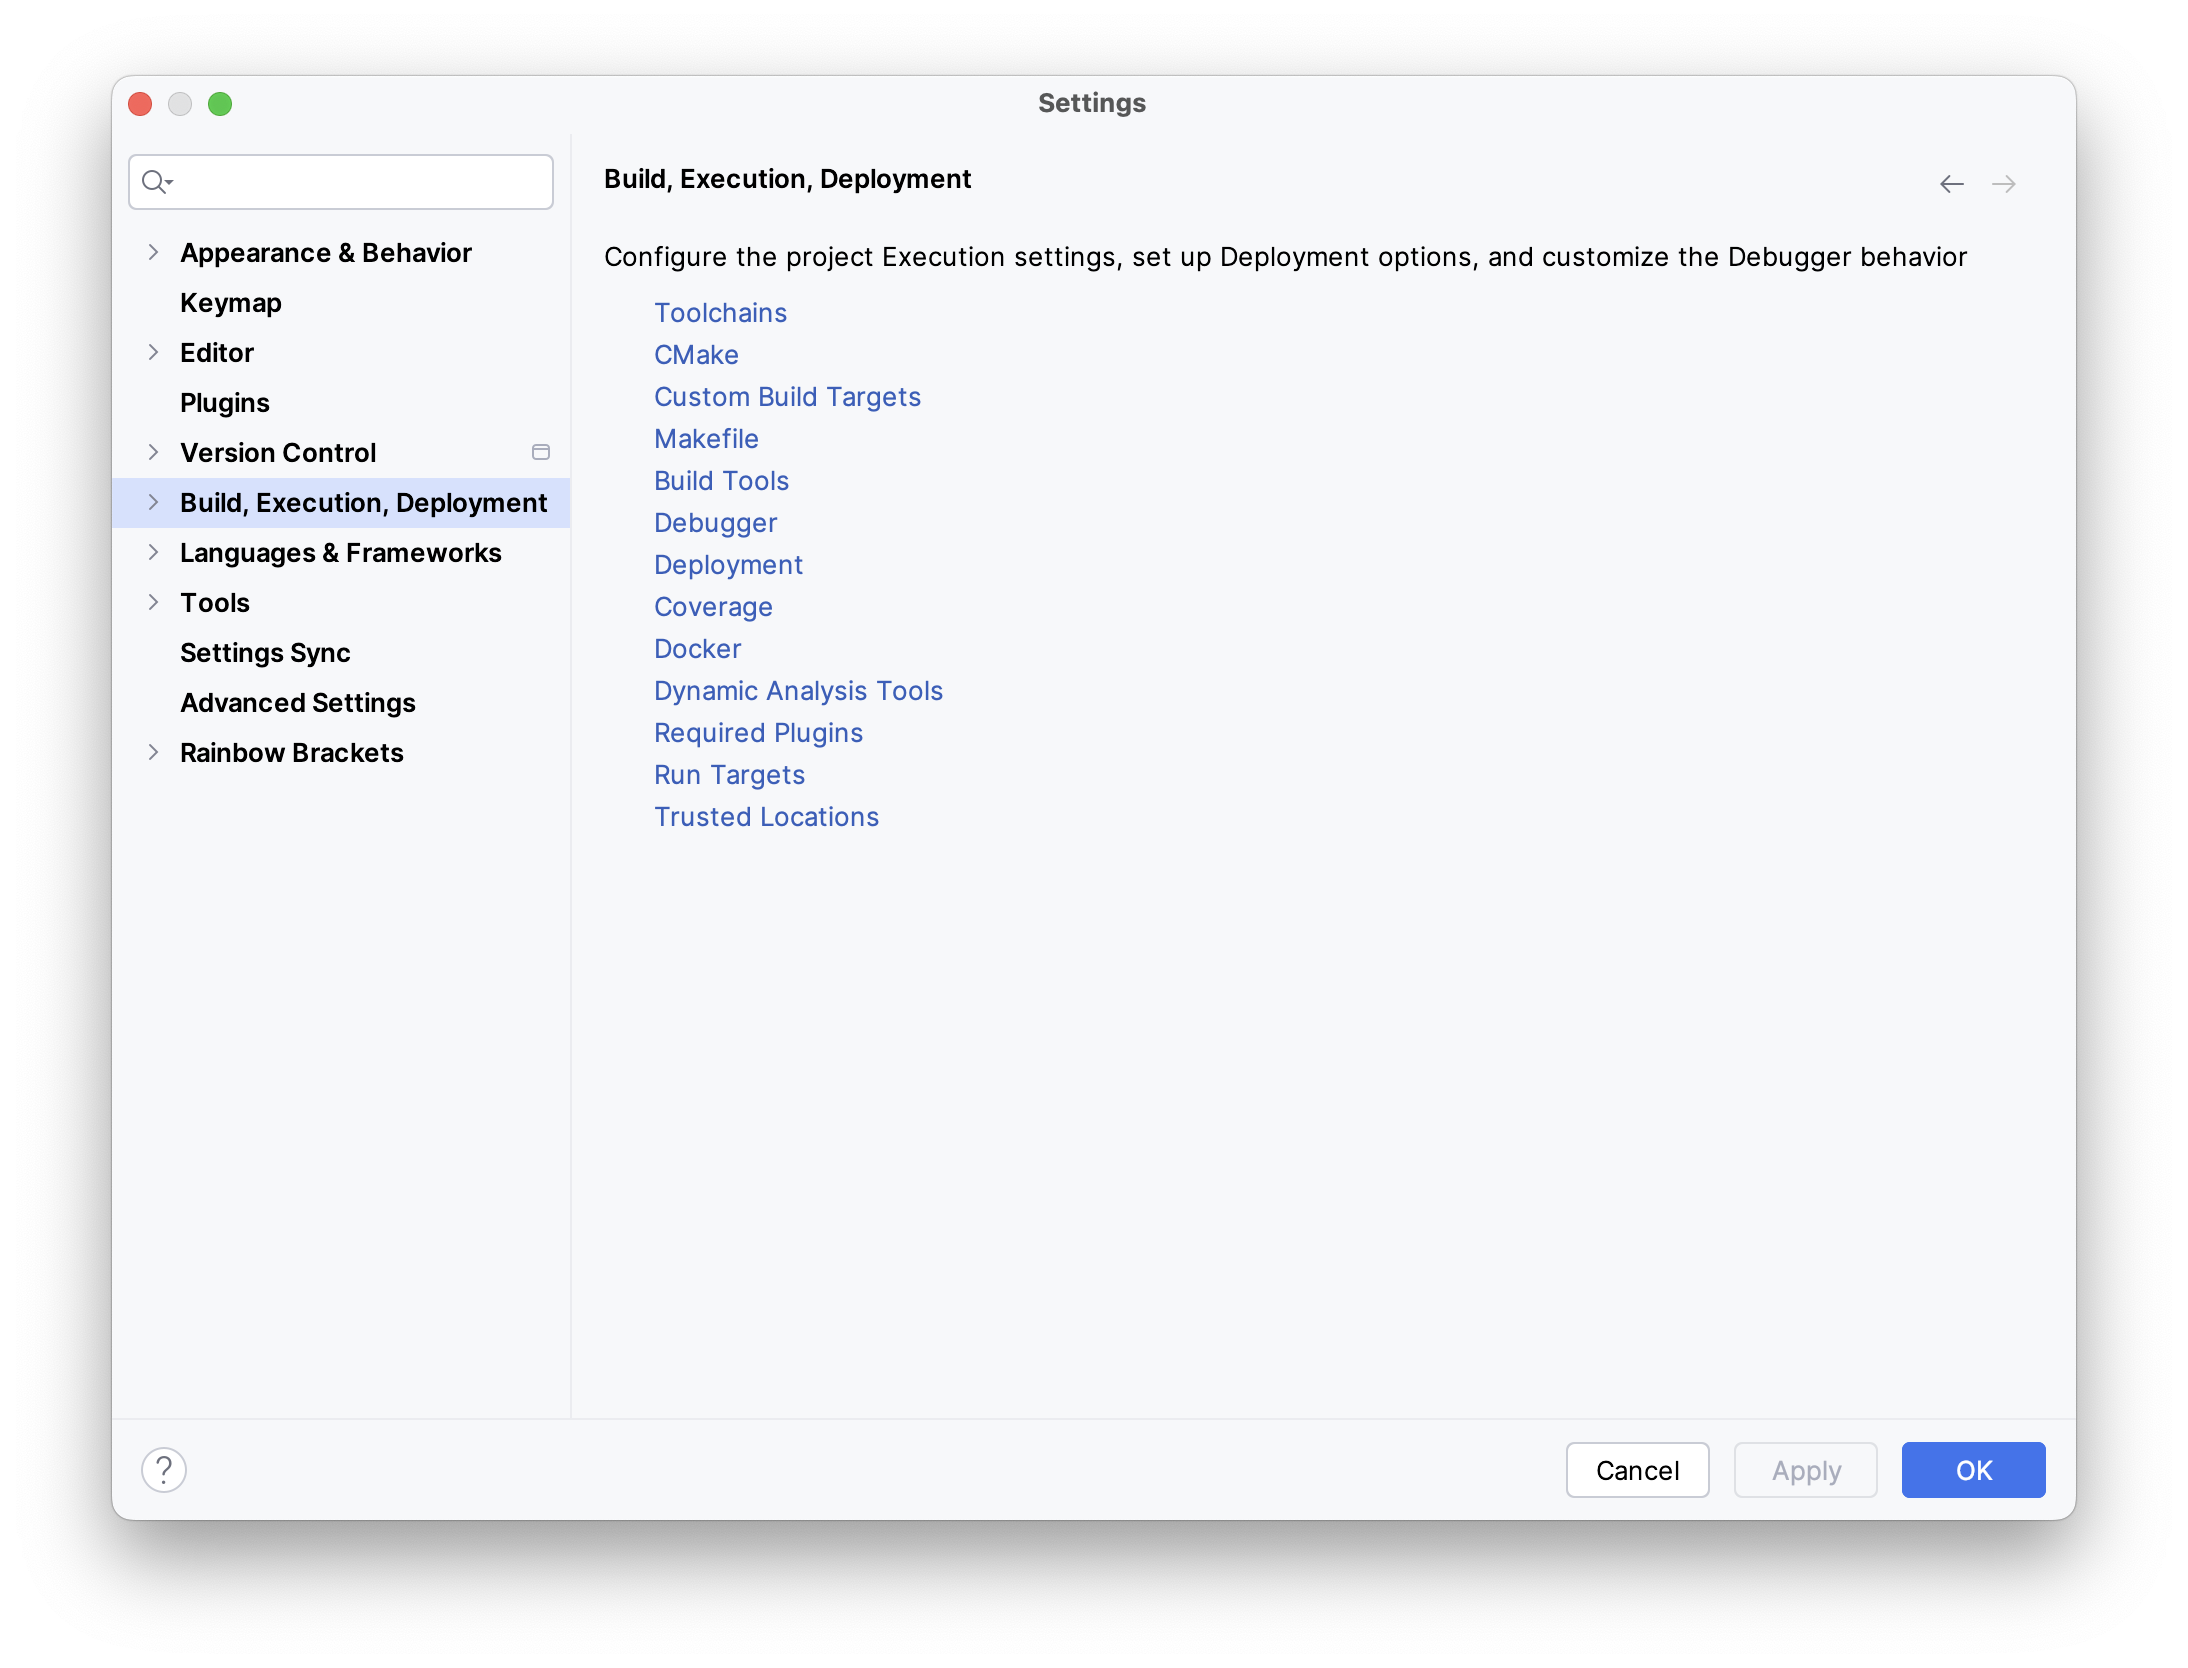 Settings
Appearance & Behavior
Keymap
Editor
Plugins
Version Control
Build, Execution, Deployment
Languages & Frameworks
Tools
Settings Sync
Advanced Settings
Rainbow Brackets
Build, Execution, Deployment
Configure the project Execution settings, set up Deployment options, and customize the Debugger behavior
Toolchains
CMake
Custom Build Targets
Makefile
Build Tools
Debugger
Deployment
Coverage
Docker
Dynamic Analysis Tools
Required Plugins
Run Targets
Trusted Locations
?
Cancel
Apply
OK